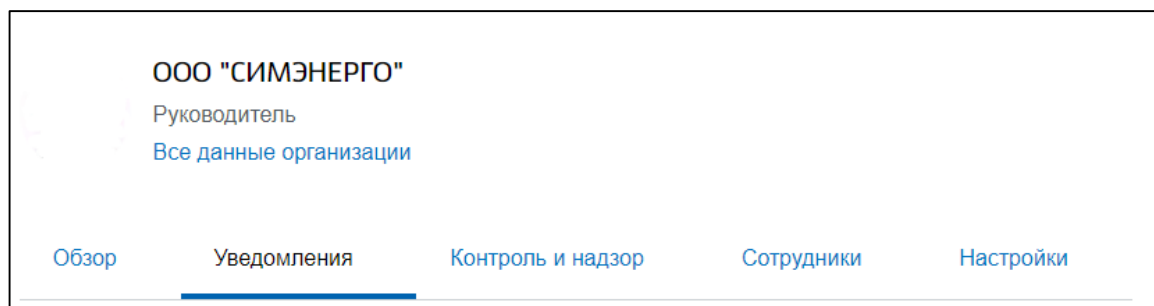 ООО "СИМЭНЕРГО"
Руководитель
Все данные организации
Обзор Уведомления Контроль и надзор Сотрудники Настройки